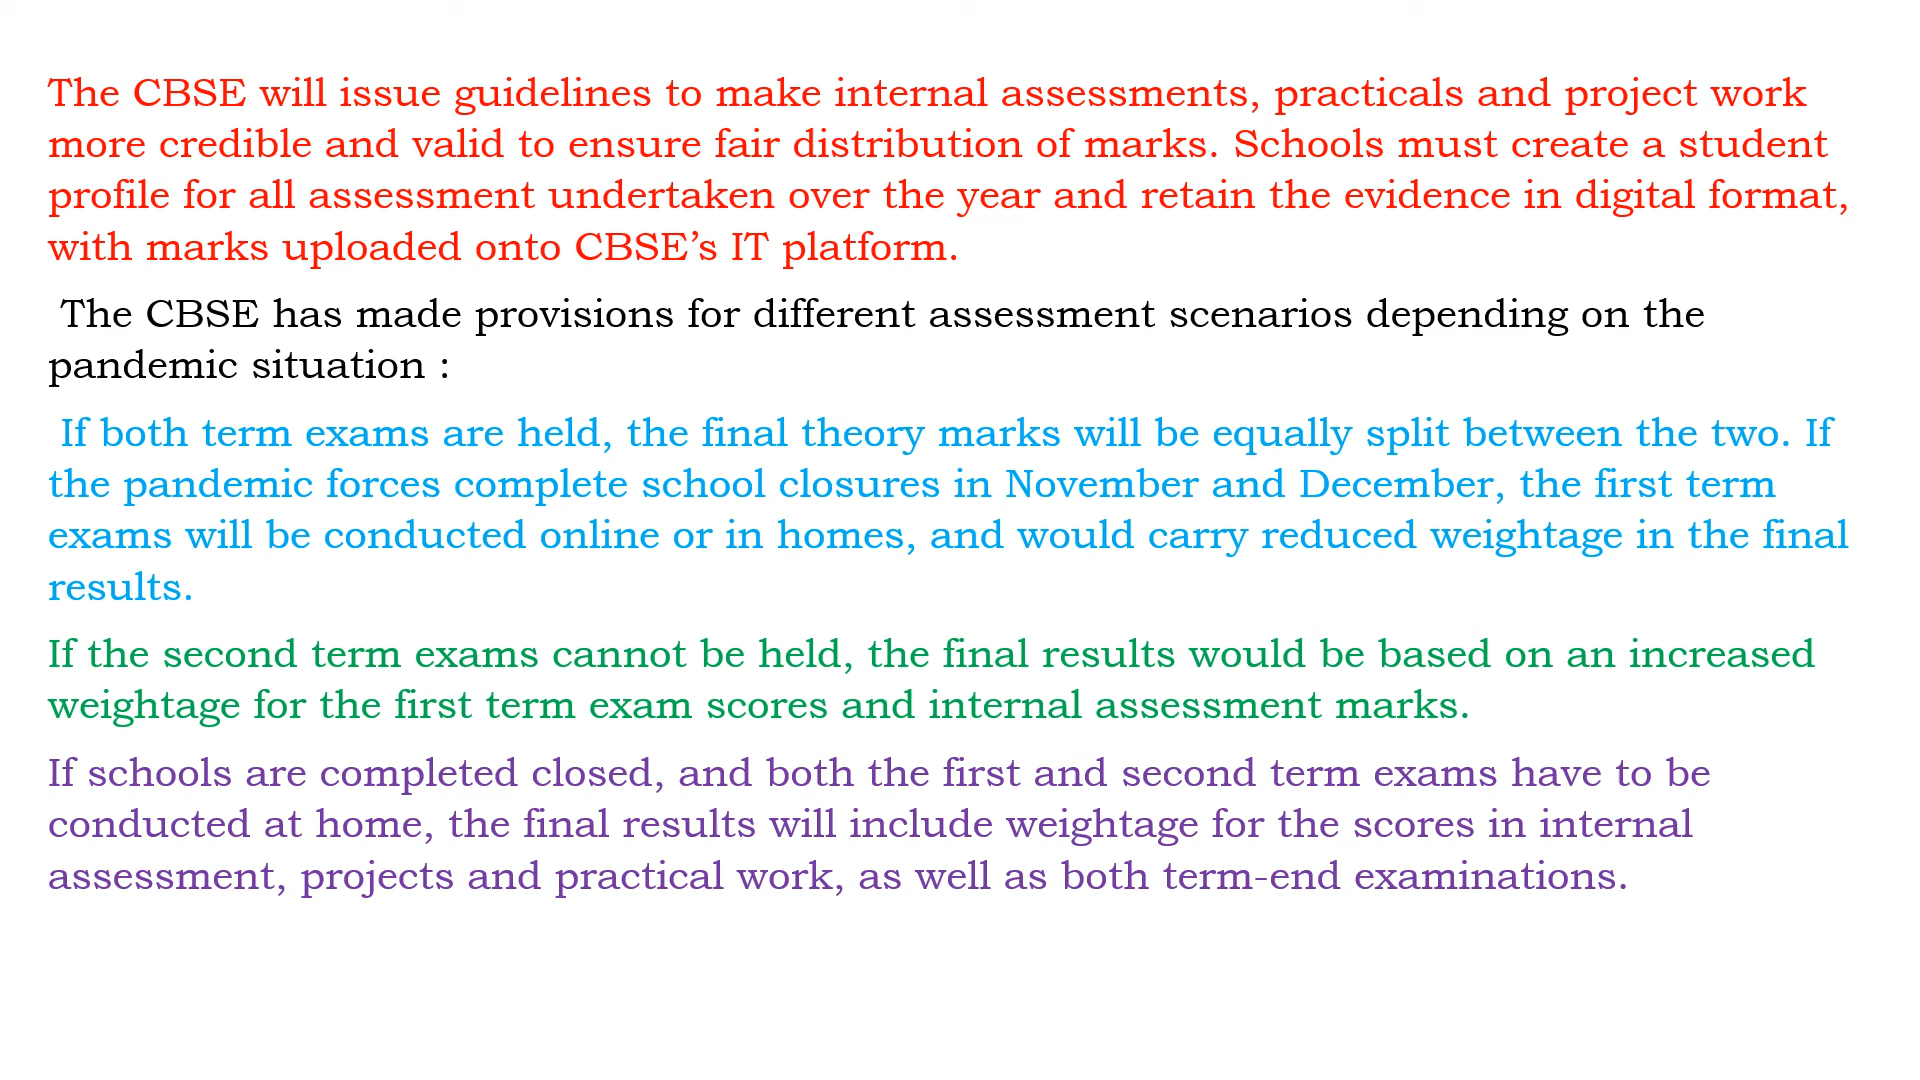 The CBSE will issue guidelines to make internal assessments, practicals and project work
more credible and valid to ensure fair distribution of marks. Schools must create a student
profile for all assessment undertaken over the year and retain the evidence in digital format,
with marks uploaded onto CBSE’s IT platform.
The CBSE has made provisions for different assessment scenarios depending on the
pandemic situation :
If both term exams are held, the final theory marks will be equally split between the two. If
the pandemic forces complete school closures in November and December, the first term
exams will be conducted online or in homes, and would carry reduced weightage in the final
results.
If the second term exams cannot be held, the final results would be based on an increased
weightage for the first term exam scores and internal assessment marks.
If schools are completed closed, and both the first and second term exams have to be
conducted at home, the final results will include weightage for the scores in internal
assessment, projects and practical work, as well as both term-end examinations.